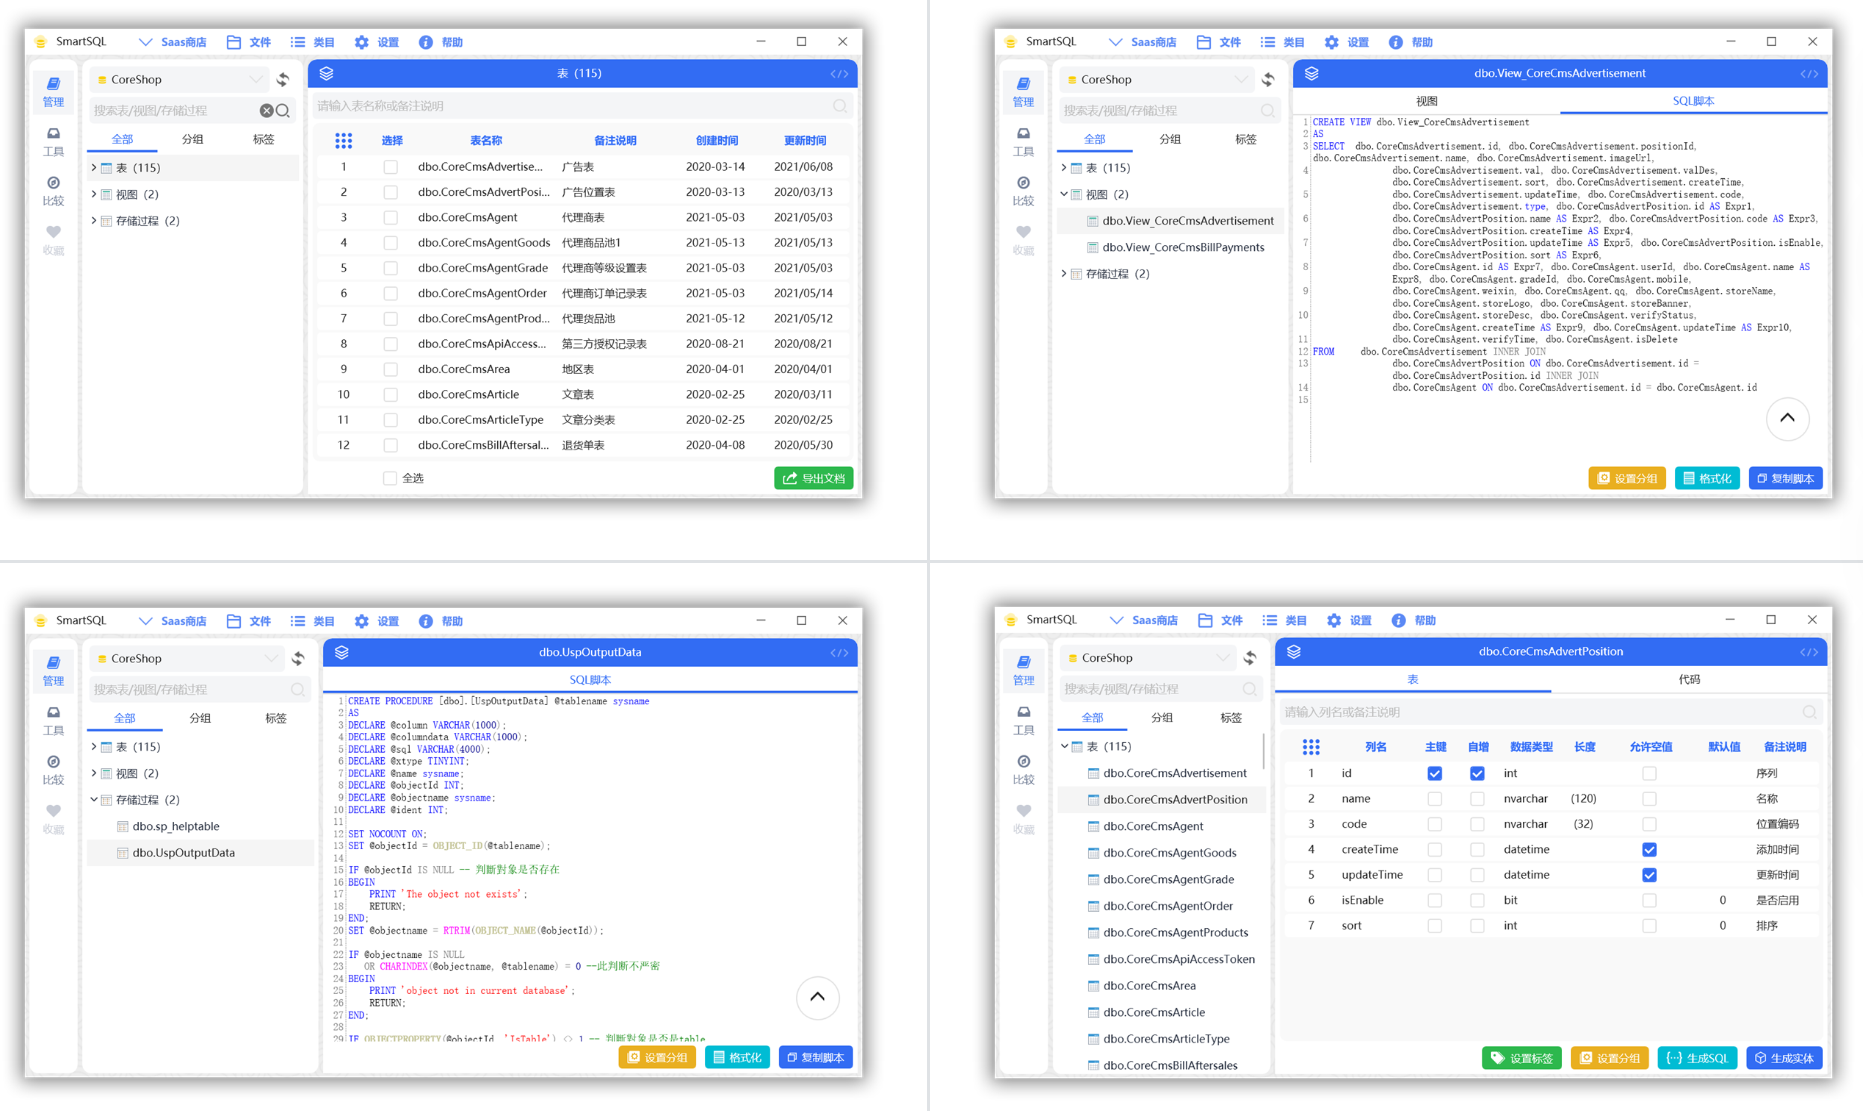 SmartSQL Saas商店 文件 类目 设置 帮助
管理
工具
比较
收藏
CoreShop
搜索表/视图/存储过程
全部 分组 标签
表 (115)
视图 (2)
存储过程 (2)
表 (115)
请输入表名称或备注说明
选择 表名称 备注说明 创建时间 更新时间
1 dbo.CoreCmsAdvertise... 广告表 2020-03-14 2021/06/08
2 dbo.CoreCmsAdvertPosi... 广告位置表 2020-03-13 2020/03/13
3 dbo.CoreCmsAgent 代理商表 2021-05-03 2021/05/03
4 dbo.CoreCmsAgentGoods 代理商品池1 2021-05-13 2021/05/13
5 dbo.CoreCmsAgentGrade 代理商等级设置表 2021-05-03 2021/05/03
6 dbo.CoreCmsAgentOrder 代理商订单记录表 2021-05-03 2021/05/14
7 dbo.CoreCmsAgentProd... 代理货品池 2021-05-12 2021/05/12
8 dbo.CoreCmsApiAccess... 第三方授权记录表 2020-08-21 2020/08/21
9 dbo.CoreCmsArea 地区表 2020-04-01 2020/04/01
10 dbo.CoreCmsArticle 文章表 2020-02-25 2020/03/11
11 dbo.CoreCmsArticleType 文章分类表 2020-02-25 2020/02/25
12 dbo.CoreCmsBillAftersal... 退货单表 2020-04-08 2020/05/30
全选 导出文档
SmartSQL Saas商店 文件 类目 设置 帮助
管理
工具
比较
收藏
CoreShop
搜索表/视图/存储过程
全部 分组 标签
表 (115)
视图 (2)
dbo.View_CoreCmsAdvertisement
dbo.View_CoreCmsBillPayments
存储过程 (2)
dbo.View_CoreCmsAdvertisement
视图 SQL脚本
1 CREATE VIEW dbo.View_CoreCmsAdvertisement
2 AS
3 SELECT dbo.CoreCmsAdvertisement.id, dbo.CoreCmsAdvertisement.positionId,
dbo.CoreCmsAdvertisement.name, dbo.CoreCmsAdvertisement.imageUrl,
4 dbo.CoreCmsAdvertisement.val, dbo.CoreCmsAdvertisement.valDes,
dbo.CoreCmsAdvertisement.sort, dbo.CoreCmsAdvertisement.createTime,
5 dbo.CoreCmsAdvertisement.updateTime, dbo.CoreCmsAdvertisement.code,
dbo.CoreCmsAdvertisement.type, dbo.CoreCmsAdvertPosition.id AS Expr1,
6 dbo.CoreCmsAdvertPosition.name AS Expr2, dbo.CoreCmsAdvertPosition.code AS Expr3,
dbo.CoreCmsAdvertPosition.createTime AS Expr4,
7 dbo.CoreCmsAdvertPosition.updateTime AS Expr5, dbo.CoreCmsAdvertPosition.isEnable,
dbo.CoreCmsAdvertPosition.sort AS Expr6,
8 dbo.CoreCmsAgent.id AS Expr7, dbo.CoreCmsAgent.userId, dbo.CoreCmsAgent.name AS
Expr8, dbo.CoreCmsAgent.gradeId, dbo.CoreCmsAgent.mobile,
9 dbo.CoreCmsAgent.weixin, dbo.CoreCmsAgent.qq, dbo.CoreCmsAgent.storeName,
dbo.CoreCmsAgent.storeLogo, dbo.CoreCmsAgent.storeBanner,
10 dbo.CoreCmsAgent.storeDesc, dbo.CoreCmsAgent.verifyStatus,
dbo.CoreCmsAgent.createTime AS Expr9, dbo.CoreCmsAgent.updateTime AS Expr10,
11 dbo.CoreCmsAgent.verifyTime, dbo.CoreCmsAgent.isDelete
12 FROM dbo.CoreCmsAdvertisement INNER JOIN
13 dbo.CoreCmsAdvertPosition ON dbo.CoreCmsAdvertisement.id =
dbo.CoreCmsAdvertPosition.id INNER JOIN
14 dbo.CoreCmsAgent ON dbo.CoreCmsAdvertisement.id = dbo.CoreCmsAgent.id
15
设置分组 格式化 复制脚本
SmartSQL Saas商店 文件 类目 设置 帮助
管理
工具
比较
收藏
CoreShop
搜索表/视图/存储过程
全部 分组 标签
表 (115)
视图 (2)
存储过程 (2)
dbo.sp_helptable
dbo.UspOutputData
dbo.UspOutputData
SQL脚本
1 CREATE PROCEDURE [dbo].[UspOutputData] @tablename sysname
2 AS
3 DECLARE @column VARCHAR(1000);
4 DECLARE @columndata VARCHAR(1000);
5 DECLARE @sql VARCHAR(4000);
6 DECLARE @xtype TINYINT;
7 DECLARE @name sysname;
8 DECLARE @objectId INT;
9 DECLARE @objectname sysname;
10 DECLARE @ident INT;
11
12 SET NOCOUNT ON;
13 SET @objectId = OBJECT_ID(@tablename);
14
15 IF @objectId IS NULL -- 判斷對象是否存在
16 BEGIN
17 PRINT 'The object not exists';
18 RETURN;
19 END;
20 SET @objectname = RTRIM(OBJECT_NAME(@objectId));
21
22 IF @objectname IS NULL
23 OR CHARINDEX(@objectname, @tablename) = 0 --此判断不严密
24 BEGIN
25 PRINT 'object not in current database';
26 RETURN;
27 END;
28
29 IF OBJECTPROPERTY(@objectId, 'IsTable') <> 1 -- 判斷對象是否是table
设置分组 格式化 复制脚本
SmartSQL Saas商店 文件 类目 设置 帮助
管理
工具
比较
收藏
CoreShop
搜索表/视图/存储过程
全部 分组 标签
表 (115)
dbo.CoreCmsAdvertisement
dbo.CoreCmsAdvertPosition
dbo.CoreCmsAgent
dbo.CoreCmsAgentGoods
dbo.CoreCmsAgentGrade
dbo.CoreCmsAgentOrder
dbo.CoreCmsAgentProducts
dbo.CoreCmsApiAccessToken
dbo.CoreCmsArea
dbo.CoreCmsArticle
dbo.CoreCmsArticleType
dbo.CoreCmsBillAftersales
dbo.CoreCmsAdvertPosition
表 代码
请输入列名或备注说明
列名 主键 自增 数据类型 长度 允许空值 默认值 备注说明
1 id int 序列
2 name nvarchar (120) 名称
3 code nvarchar (32) 位置编码
4 createTime datetime 添加时间
5 updateTime datetime 更新时间
6 isEnable bit 0 是否启用
7 sort int 0 排序
设置标签 设置分组 生成SQL 生成实体